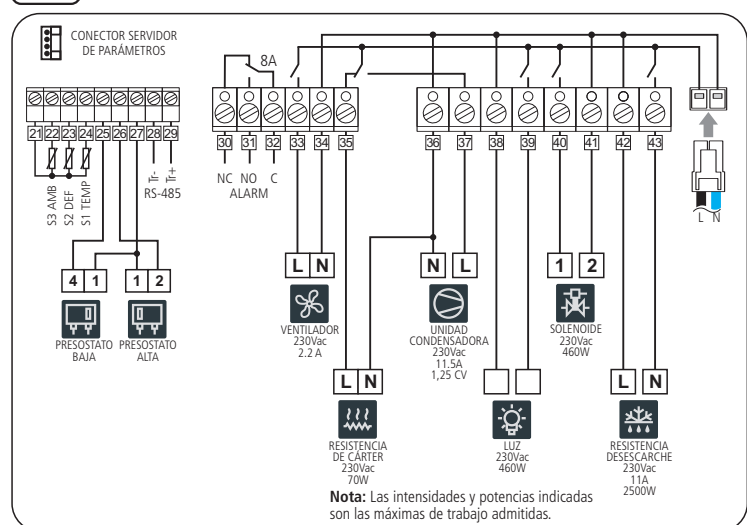 CONECTOR SERVIDOR
DE PARÁMETROS
8A
21 22 23 24 25 26 27 28 29
30 31 32 33 34 35
36 37 38 39 40 41 42 43
S3 AMB
S2 DEF
S1 TEMP
Tr-
Tr+
RS-485
NC NO C
ALARM
L N
4 1
1 2
PRESOSTATO
BAJA
PRESOSTATO
ALTA
L N
VENTILADOR
230Vac
2.2 A
N L
UNIDAD
CONDENSADORA
230Vac
11.5A
1,25 CV
1 2
SOLENOIDE
230Vac
460W
L N
RESISTENCIA
DE CÁRTER
230Vac
70W
LUZ
230Vac
460W
L N
RESISTENCIA
DESESCARCHE
230Vac
11A
2500W
Nota: Las intensidades y potencias indicadas
son las máximas de trabajo admitidas.